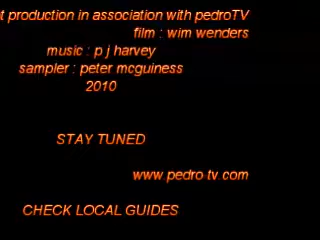 t production in association with pedroTV
film : wim wenders
music : p j harvey
sampler : peter mcguiness
2010
STAY TUNED
www.pedro-tv.com
CHECK LOCAL GUIDES